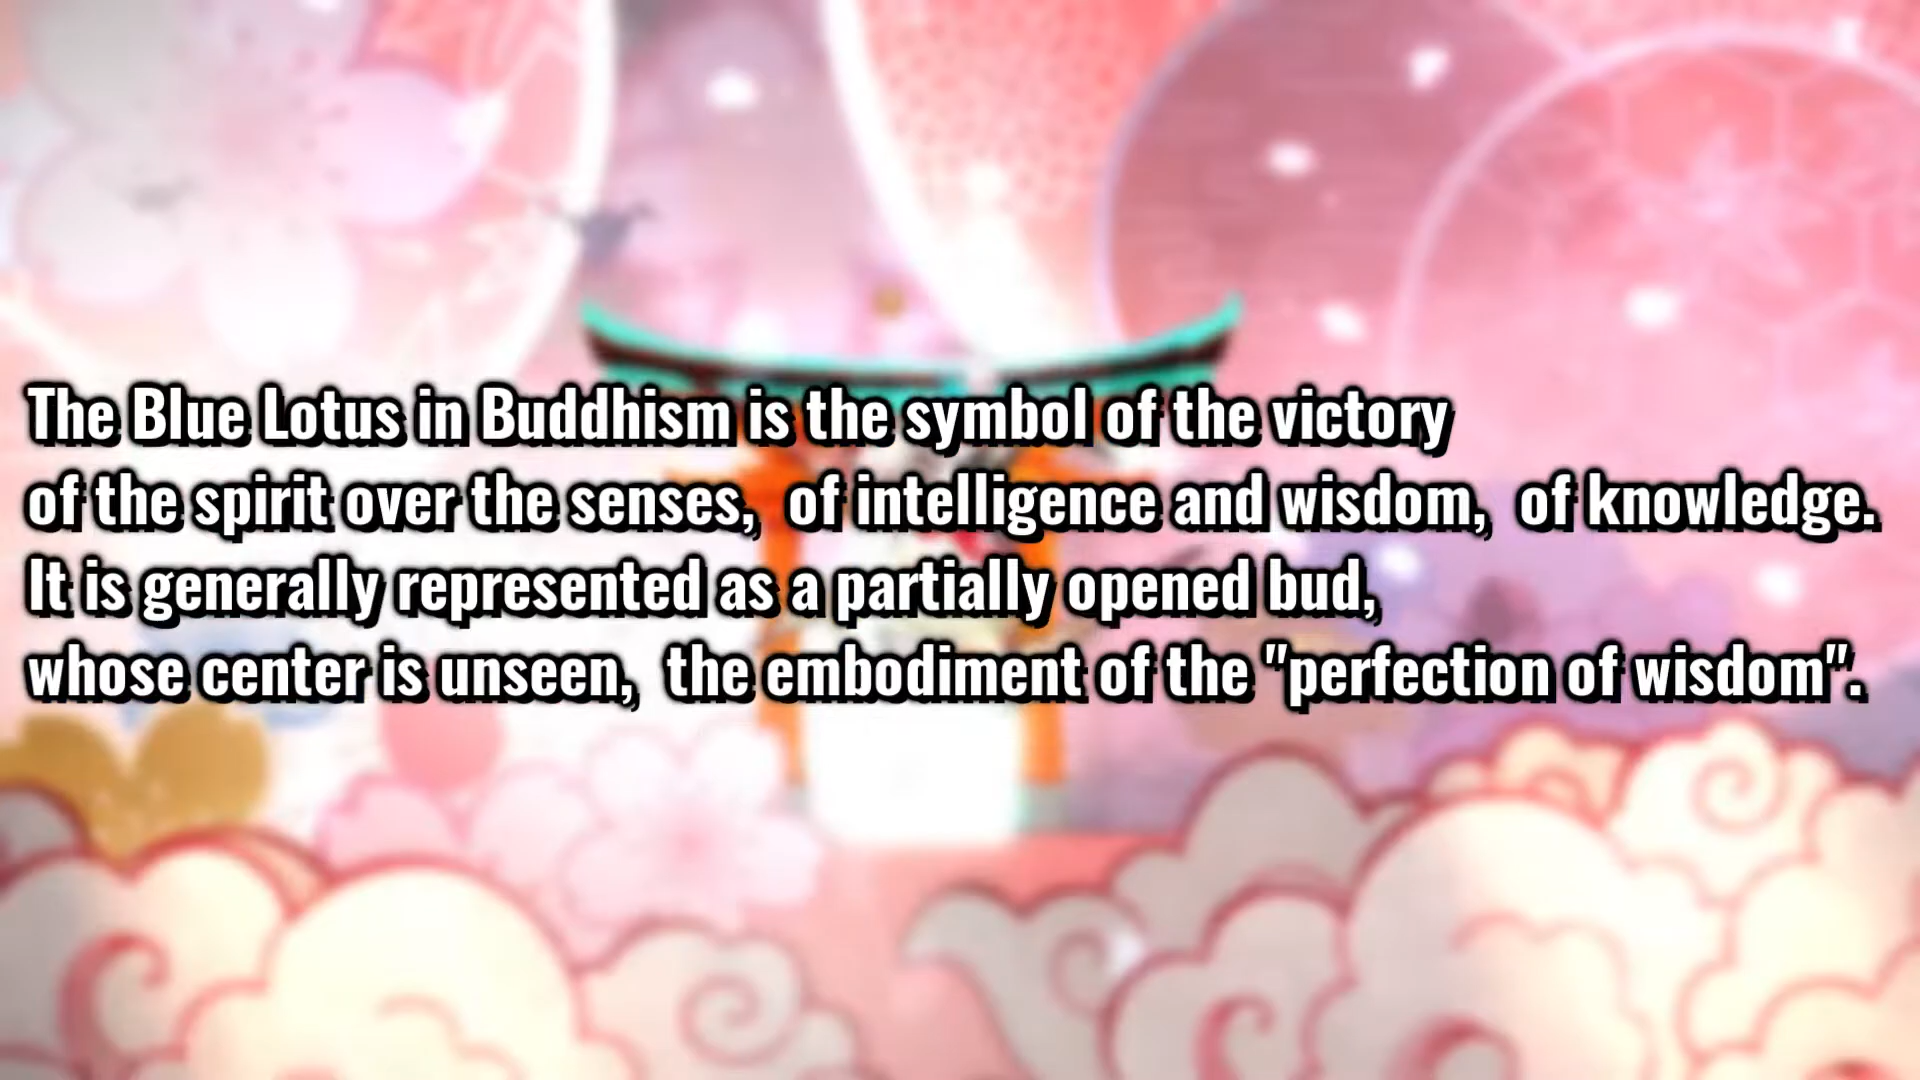 The Blue Lotus in Buddhism is the symbol of the victory
of the spirit over the senses, of intelligence and wisdom, of knowledge.
It is generally represented as a partially opened bud,
whose center is unseen, the embodiment of the "perfection of wisdom".